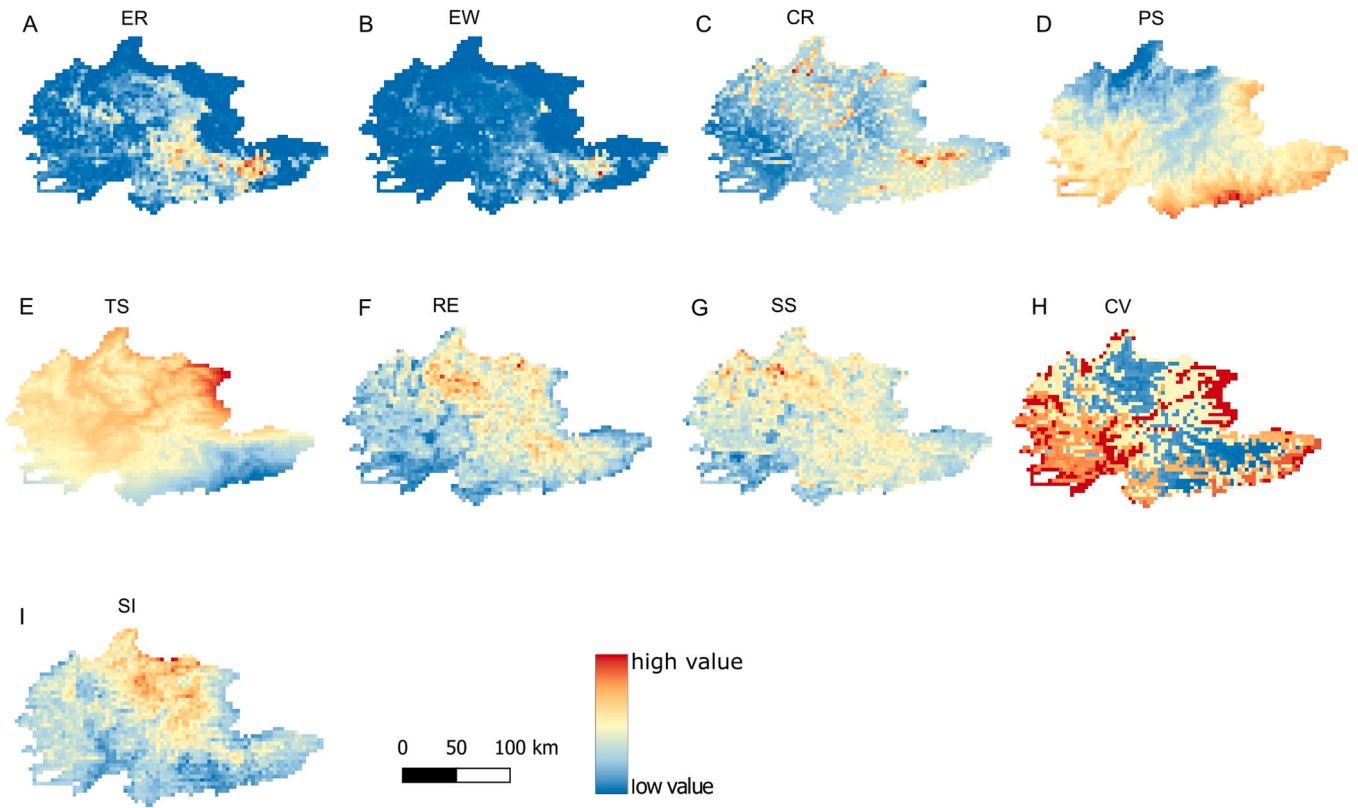 A ER
B EW
C CR
D PS
E TS
F RE
G SS
H CV
I SI
high value
0 50 100 km
low value